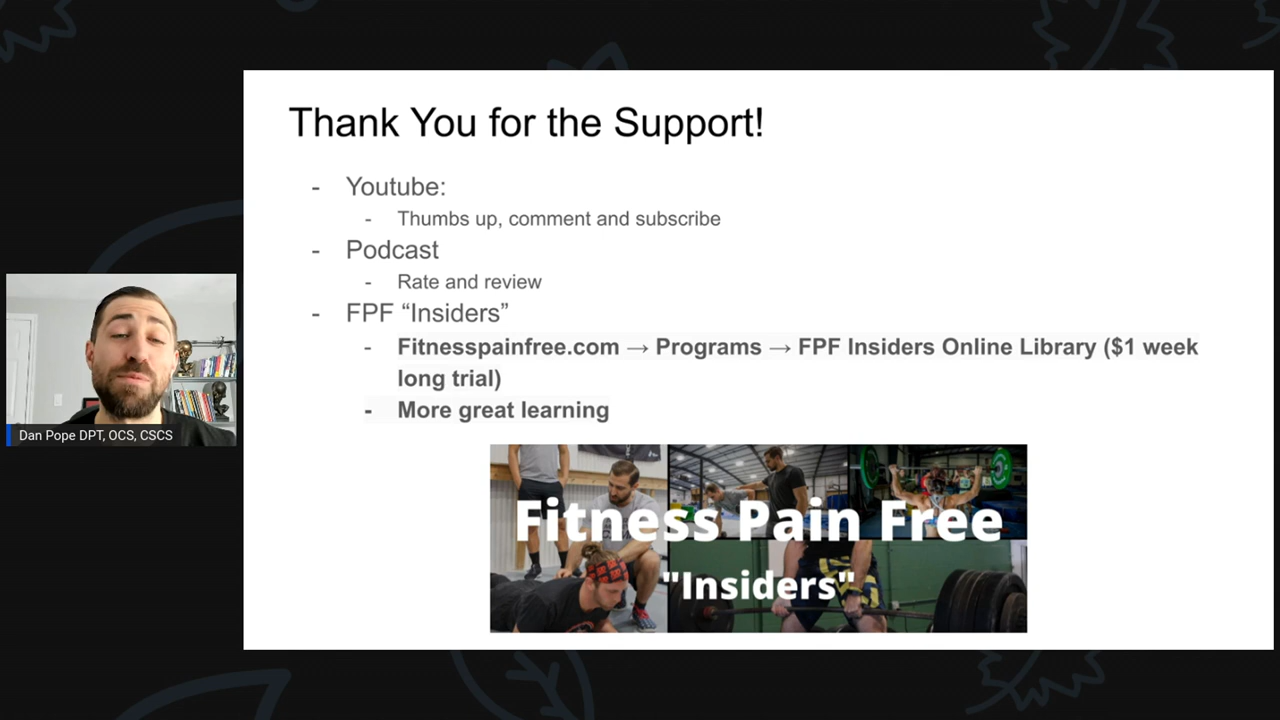 Thank You for the Support!
- Youtube:
- Thumbs up, comment and subscribe
- Podcast
- Rate and review
- FPF “Insiders”
- Fitnesspainfree.com → Programs → FPF Insiders Online Library ($1 week
long trial)
- More great learning
Dan Pope DPT, OCS, CSCS
Fitness Pain Free
"Insiders"